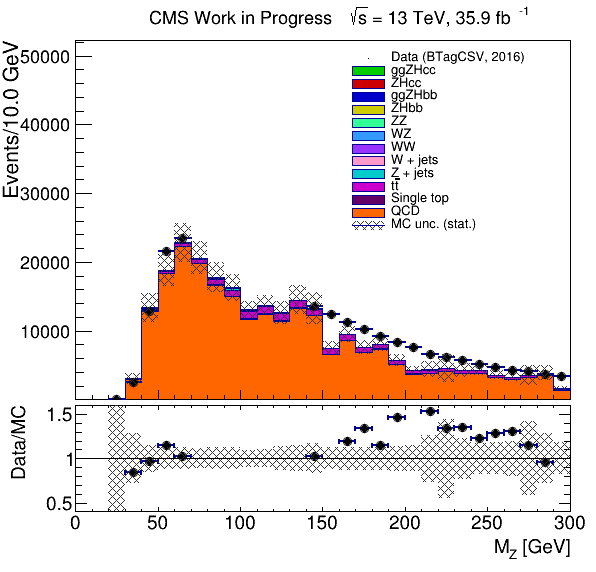 CMS Work in Progress √s = 13 TeV, 35.9 fb⁻¹
Events/10.0 GeV
50000
40000
30000
20000
10000
Data (BTagCSV, 2016)
ggZHcc
ZHcc
ggZHbb
ZHbb
ZZ
WZ
WW
W + jets
Z + jets
tt̅
Single top
QCD
MC unc. (stat.)
Data/MC
1.5
1
0.5
0 50 100 150 200 250 300
M_Z [GeV]